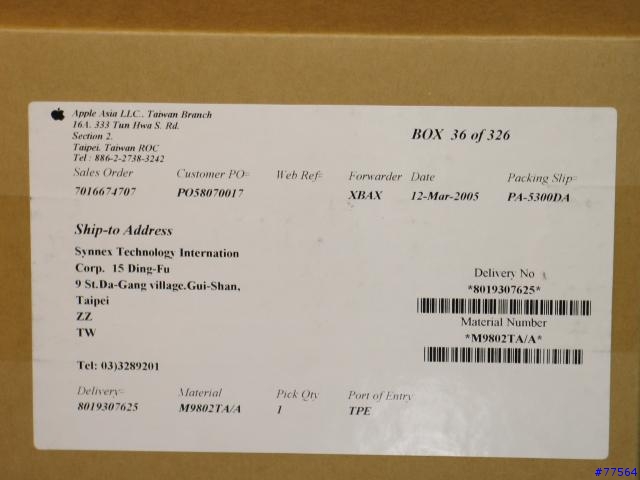 Apple Asia LLC.. Taiwan Branch
16A. 333 Tun Hwa S. Rd.
Section 2.
Taipei. Taiwan ROC
Tel : 886-2-2738-3242
BOX 36 of 326
Sales Order Customer PO= Web Ref= Forwarder Date Packing Slip=
7016674707 PO58070017 XBAX 12-Mar-2005 PA-5300DA
Ship-to Address
Synnex Technology Internation
Corp. 15 Ding-Fu
9 St.Da-Gang village.Gui-Shan,
Taipei
ZZ
TW
Tel: 03)3289201
Delivery No
*8019307625*
Material Number
*M9802TA/A*
Delivery= Material Pick Qty Port of Entry
8019307625 M9802TA/A 1 TPE
#77564